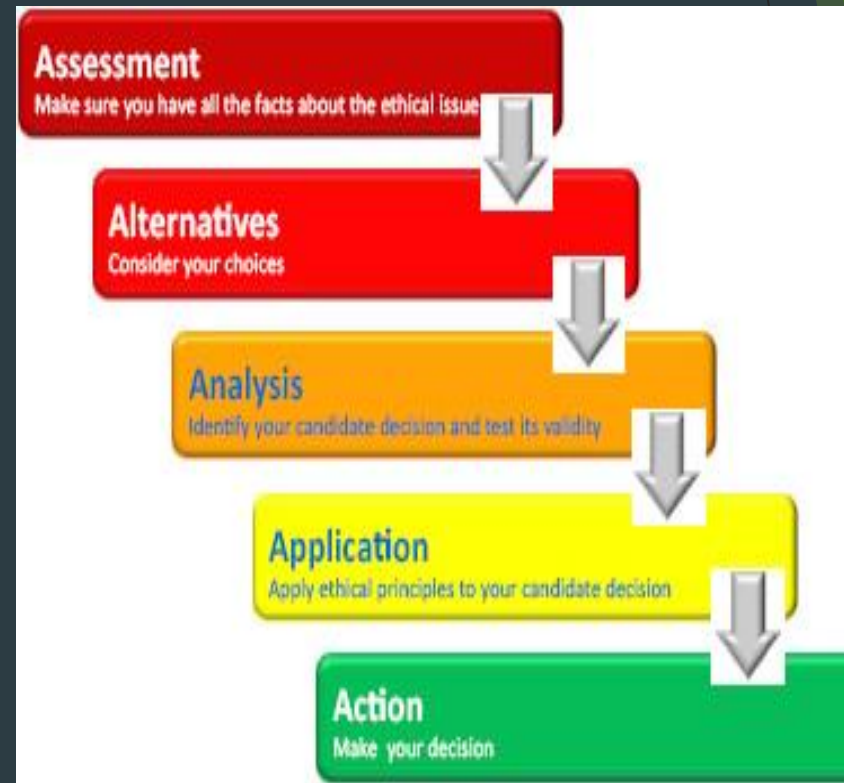 Assessment
Make sure you have all the facts about the ethical issue
Alternatives
Consider your choices
Analysis
Identify your candidate decision and test its validity
Application
Apply ethical principles to your candidate decision
Action
Make your decision